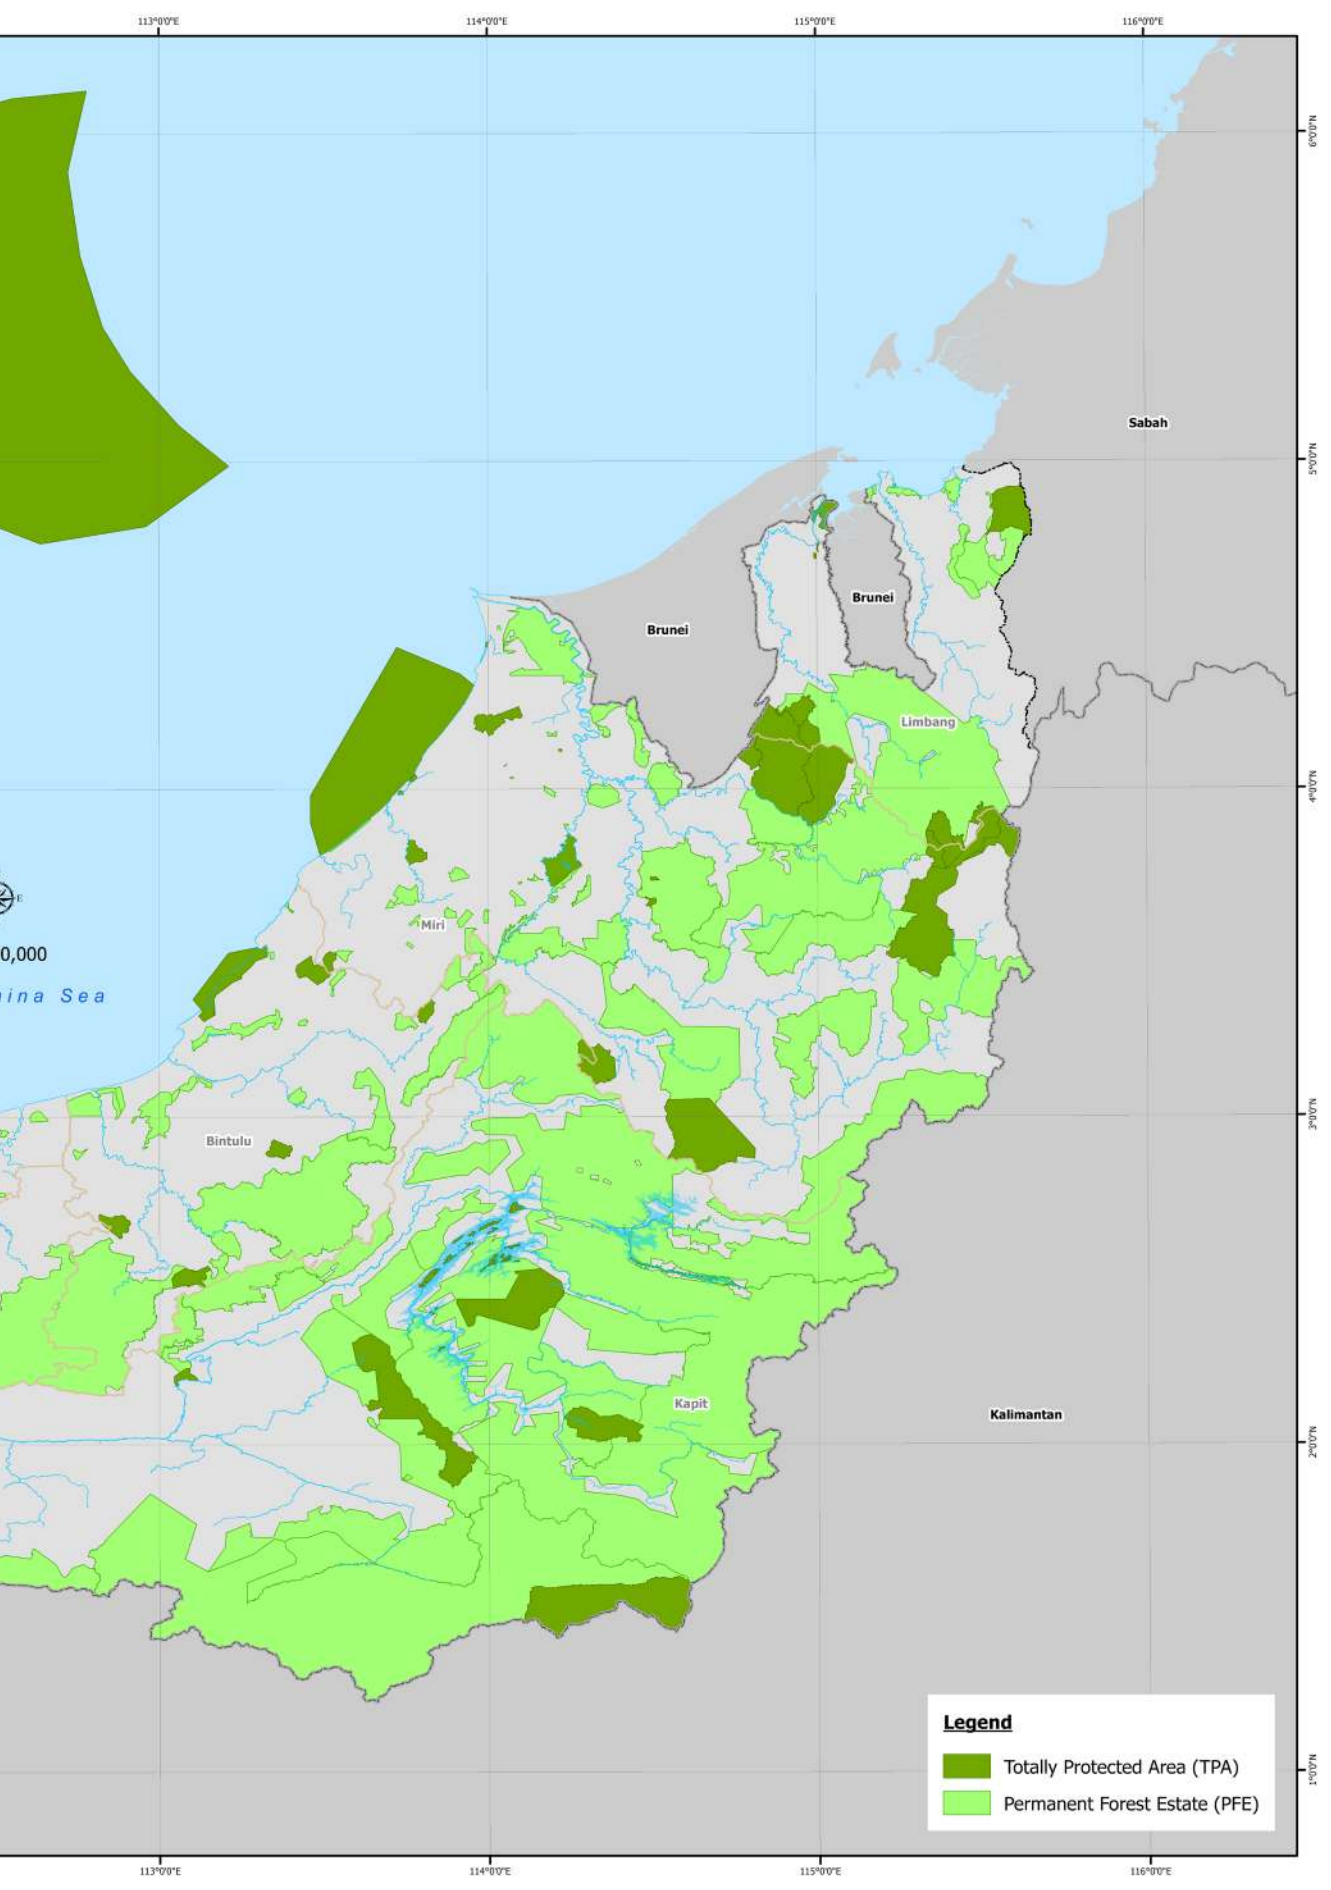 113°0'0"E
114°0'0"E
115°0'0"E
116°0'0"E
6°0'0"N
Sabah
5°0'0"N
Brunei
Brunei
Limbang
4°0'0"N
E
Miri
0,000
ina Sea
3°0'0"N
Bintulu
Kapit
Kalimantan
2°0'0"N
Legend
Totally Protected Area (TPA)
Permanent Forest Estate (PFE)
1°0'0"N
113°0'0"E
114°0'0"E
115°0'0"E
116°0'0"E